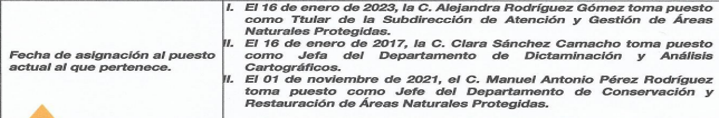 I. El 16 de enero de 2023, la C. Alejandra Rodríguez Gómez toma puesto
como Ttular de la Subdirección de Atención y Gestión de Áreas
Naturales Protegidas.
II. El 16 de enero de 2017, la C. Clara Sánchez Camacho toma puesto
Fecha de asignación al puesto
actual al que pertenece.
como Jefa del Departamento de Dictaminación y Análisis
Cartográficos.
II. El 01 de noviembre de 2021, el C. Manuel Antonio Pérez Rodríguez
toma puesto como Jefe del Departamento de Conservación y
Restauración de Áreas Naturales Protegidas.